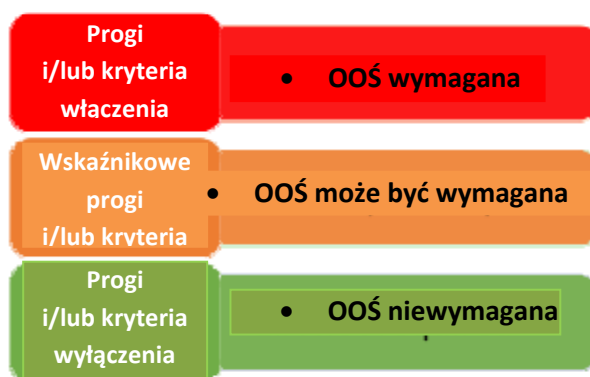 Progi
i/lub kryteria
włączenia
• OOŚ wymagana
Wskaźnikowe
progi
i/lub kryteria
• OOŚ może być wymagana
Progi
i/lub kryteria
wyłączenia
• OOŚ niewymagana